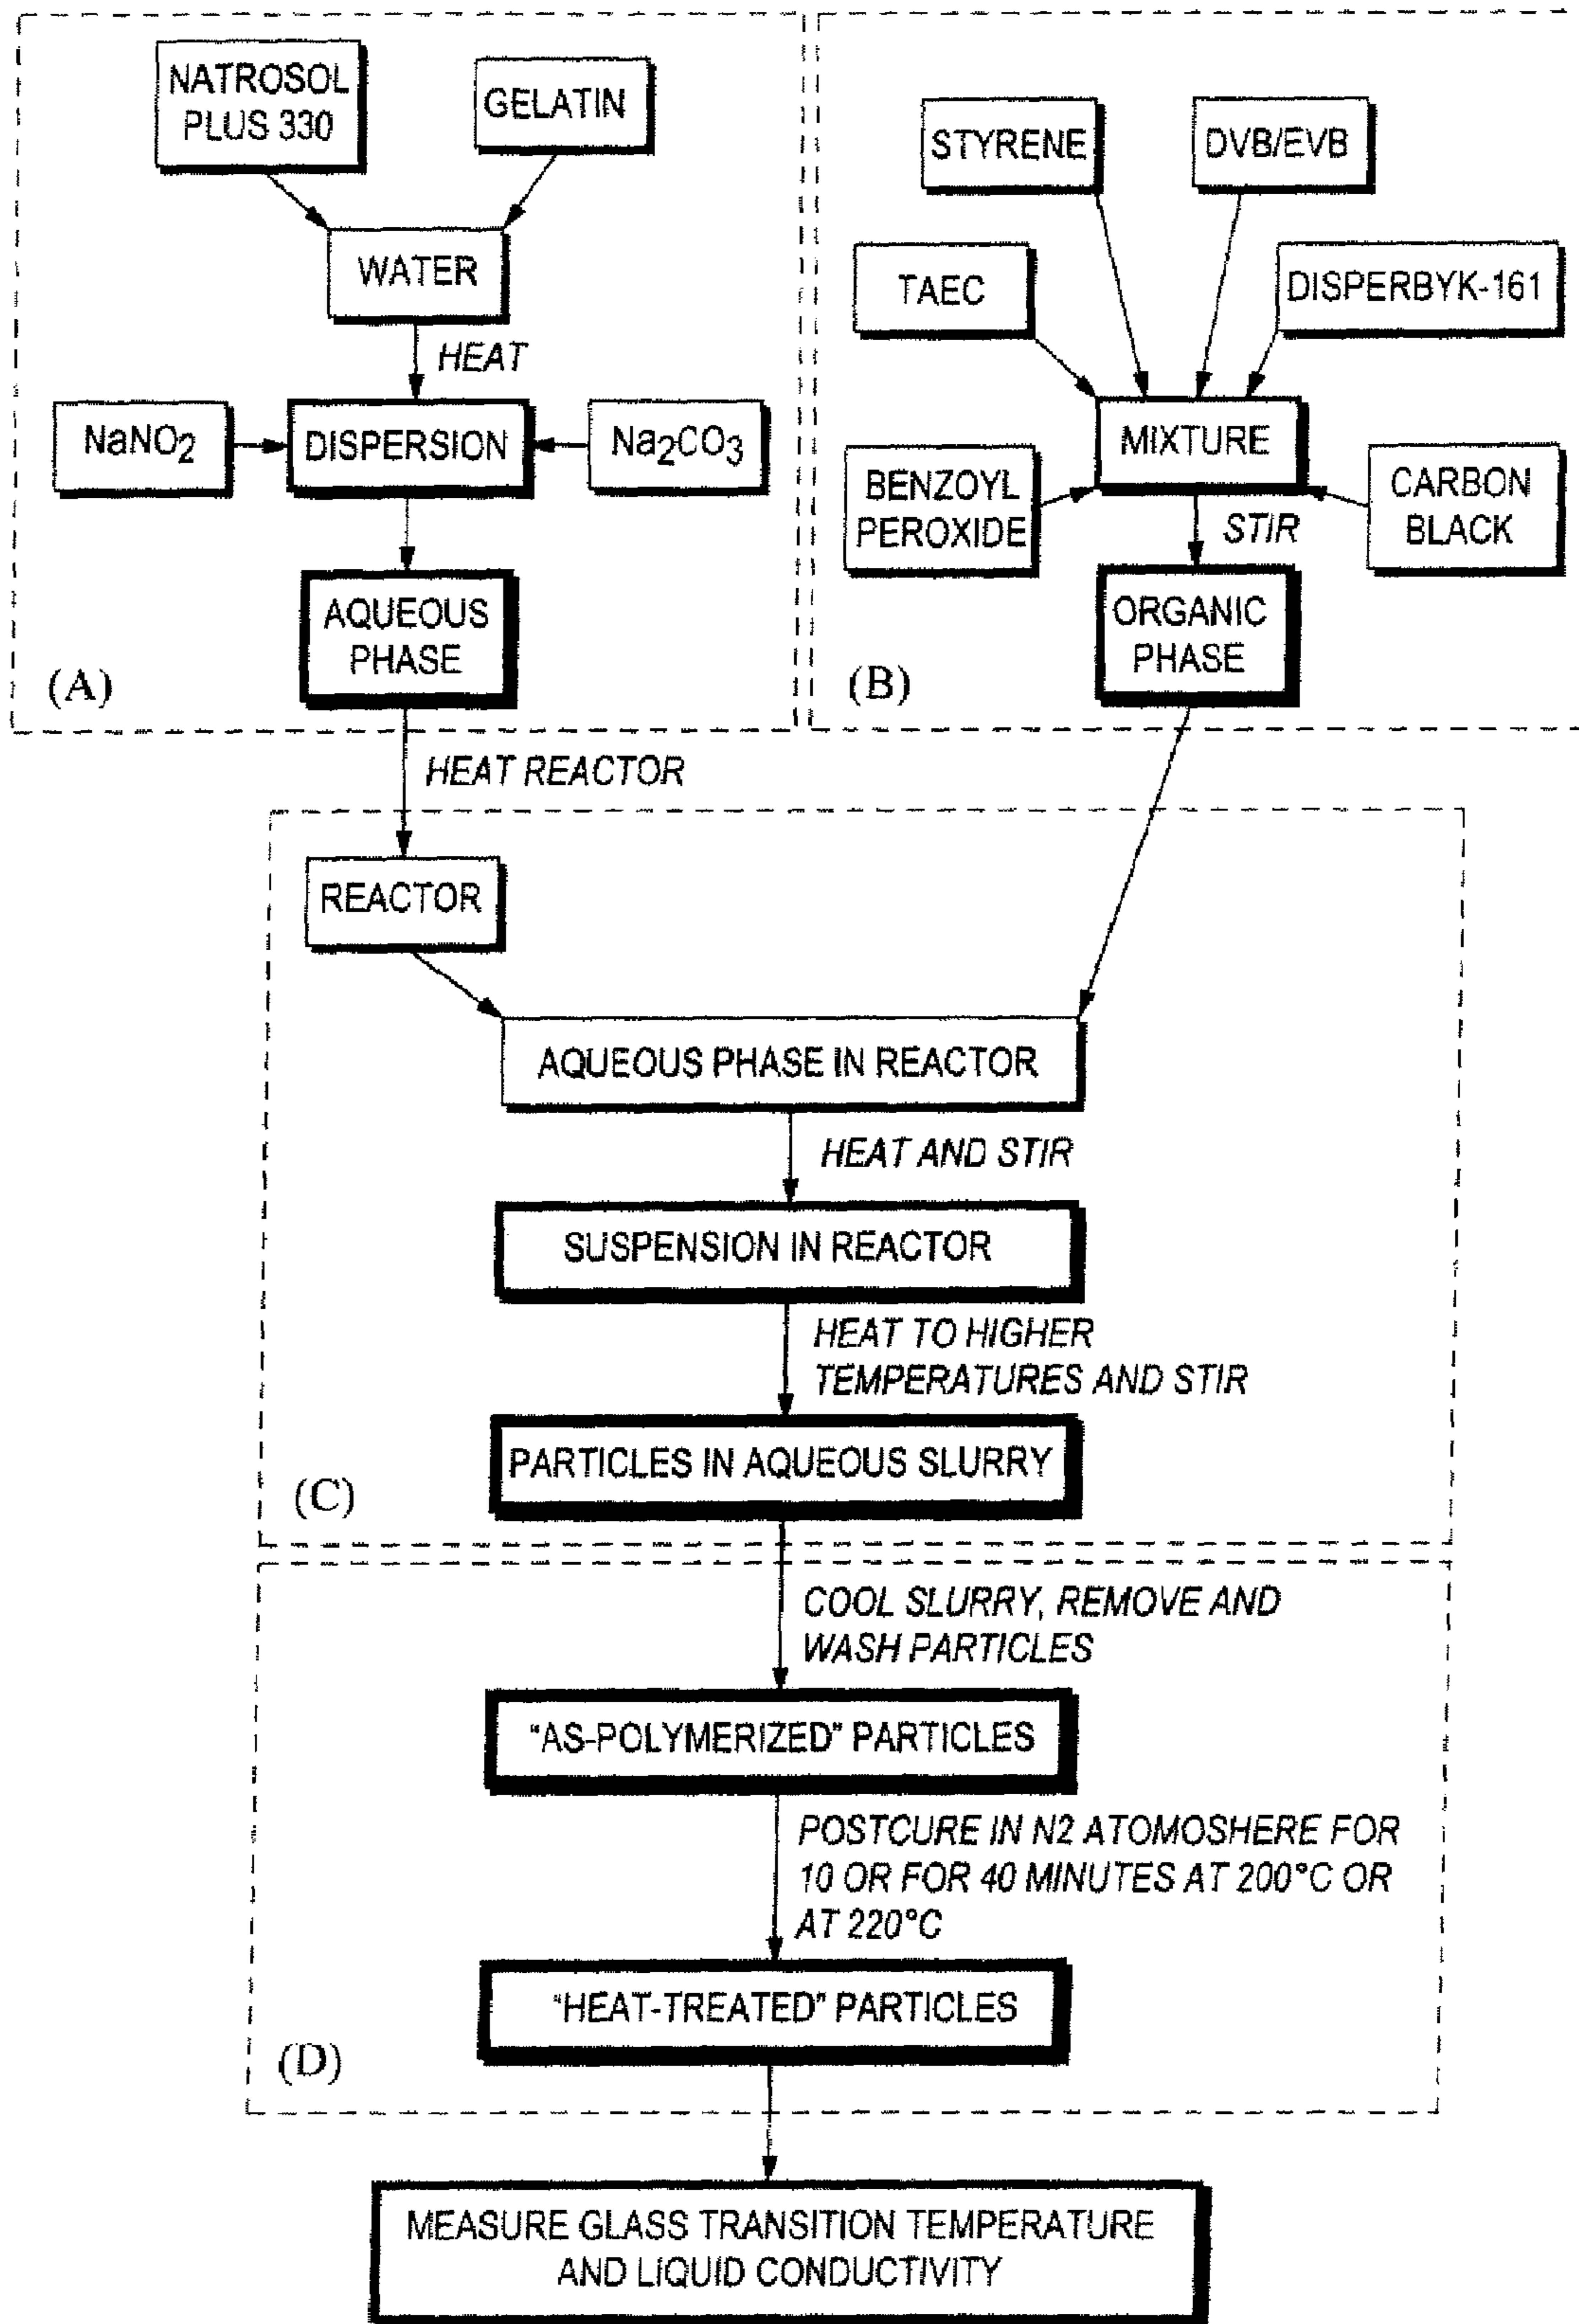 NATROSOL
PLUS 330
GELATIN
WATER
HEAT
NaNO2
DISPERSION
Na2CO3
AQUEOUS
PHASE
(A)
STYRENE
DVB/EVB
TAEC
DISPERBYK-161
MIXTURE
BENZOYL
PEROXIDE
CARBON
BLACK
STIR
ORGANIC
PHASE
(B)
HEAT REACTOR
REACTOR
AQUEOUS PHASE IN REACTOR
HEAT AND STIR
SUSPENSION IN REACTOR
HEAT TO HIGHER
TEMPERATURES AND STIR
PARTICLES IN AQUEOUS SLURRY
(C)
COOL SLURRY, REMOVE AND
WASH PARTICLES
"AS-POLYMERIZED" PARTICLES
POSTCURE IN N2 ATOMOSHERE FOR
10 OR FOR 40 MINUTES AT 200°C OR
AT 220°C
"HEAT-TREATED" PARTICLES
(D)
MEASURE GLASS TRANSITION TEMPERATURE
AND LIQUID CONDUCTIVITY